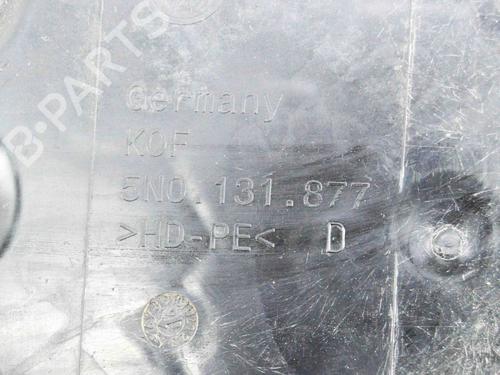 B-PARTS
Germany
KOF
5N0.131.877
>HD-PE< D